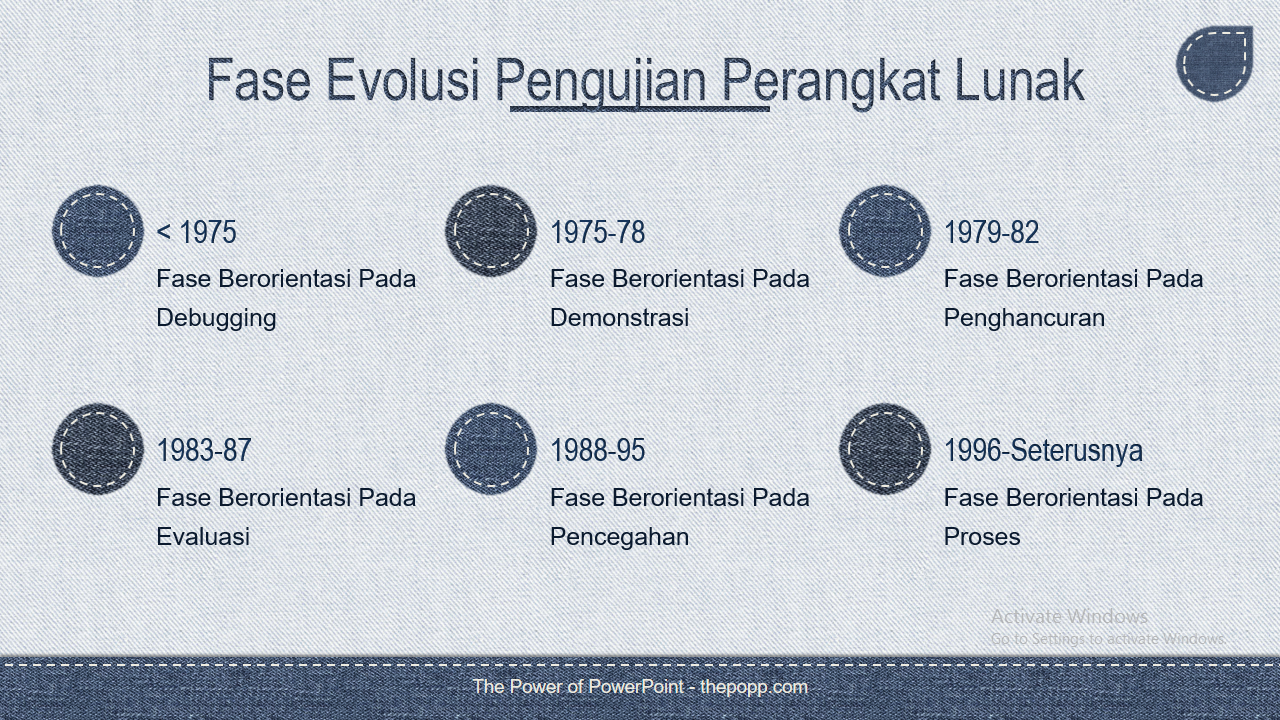 Fase Evolusi Pengujian Perangkat Lunak
< 1975
Fase Berorientasi Pada
Debugging
1975-78
Fase Berorientasi Pada
Demonstrasi
1979-82
Fase Berorientasi Pada
Penghancuran
1983-87
Fase Berorientasi Pada
Evaluasi
1988-95
Fase Berorientasi Pada
Pencegahan
1996-Seterusnya
Fase Berorientasi Pada
Proses
Activate Windows
Go to Settings to activate Windows.
The Power of PowerPoint - thepopp.com